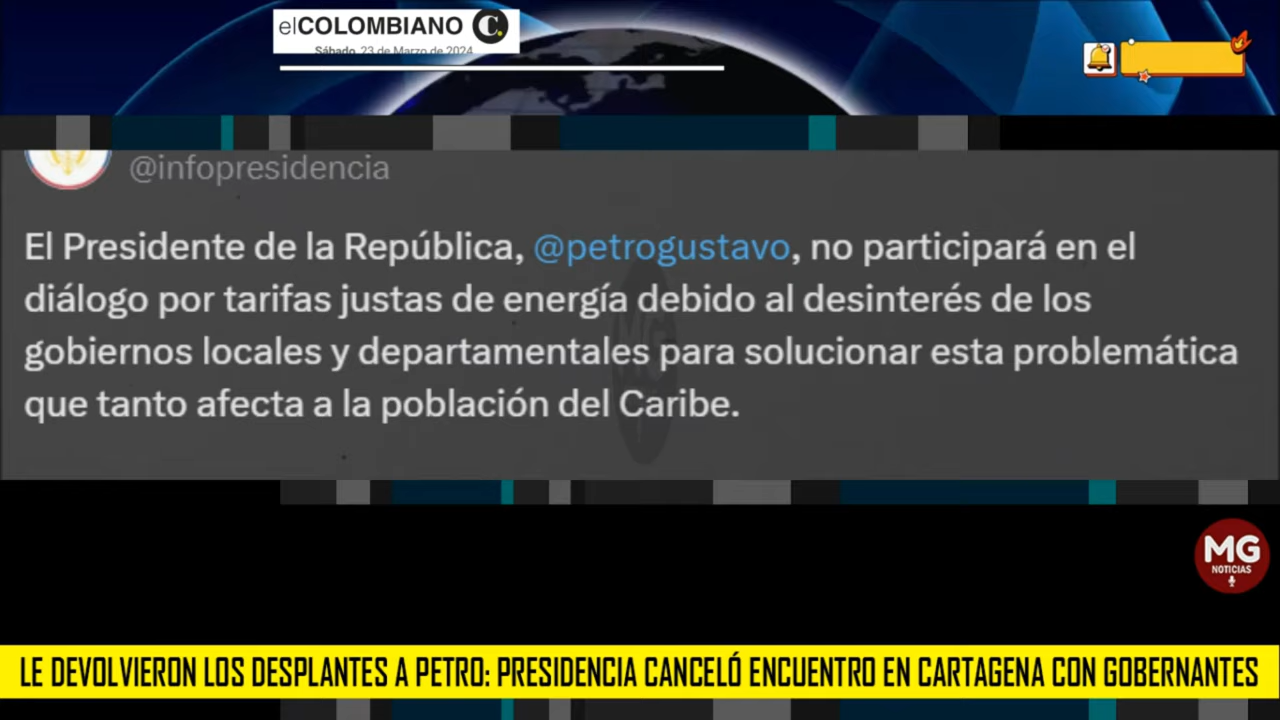 elCOLOMBIANO C.
Sábado, 23 de Marzo de 2024
@infopresidencia
El Presidente de la República, @petrogustavo, no participará en el
diálogo por tarifas justas de energía debido al desinterés de los
gobiernos locales y departamentales para solucionar esta problemática
que tanto afecta a la población del Caribe.
MG
MG
NOTICIAS
LE DEVOLVIERON LOS DESPLANTES A PETRO: PRESIDENCIA CANCELÓ ENCUENTRO EN CARTAGENA CON GOBERNANTES